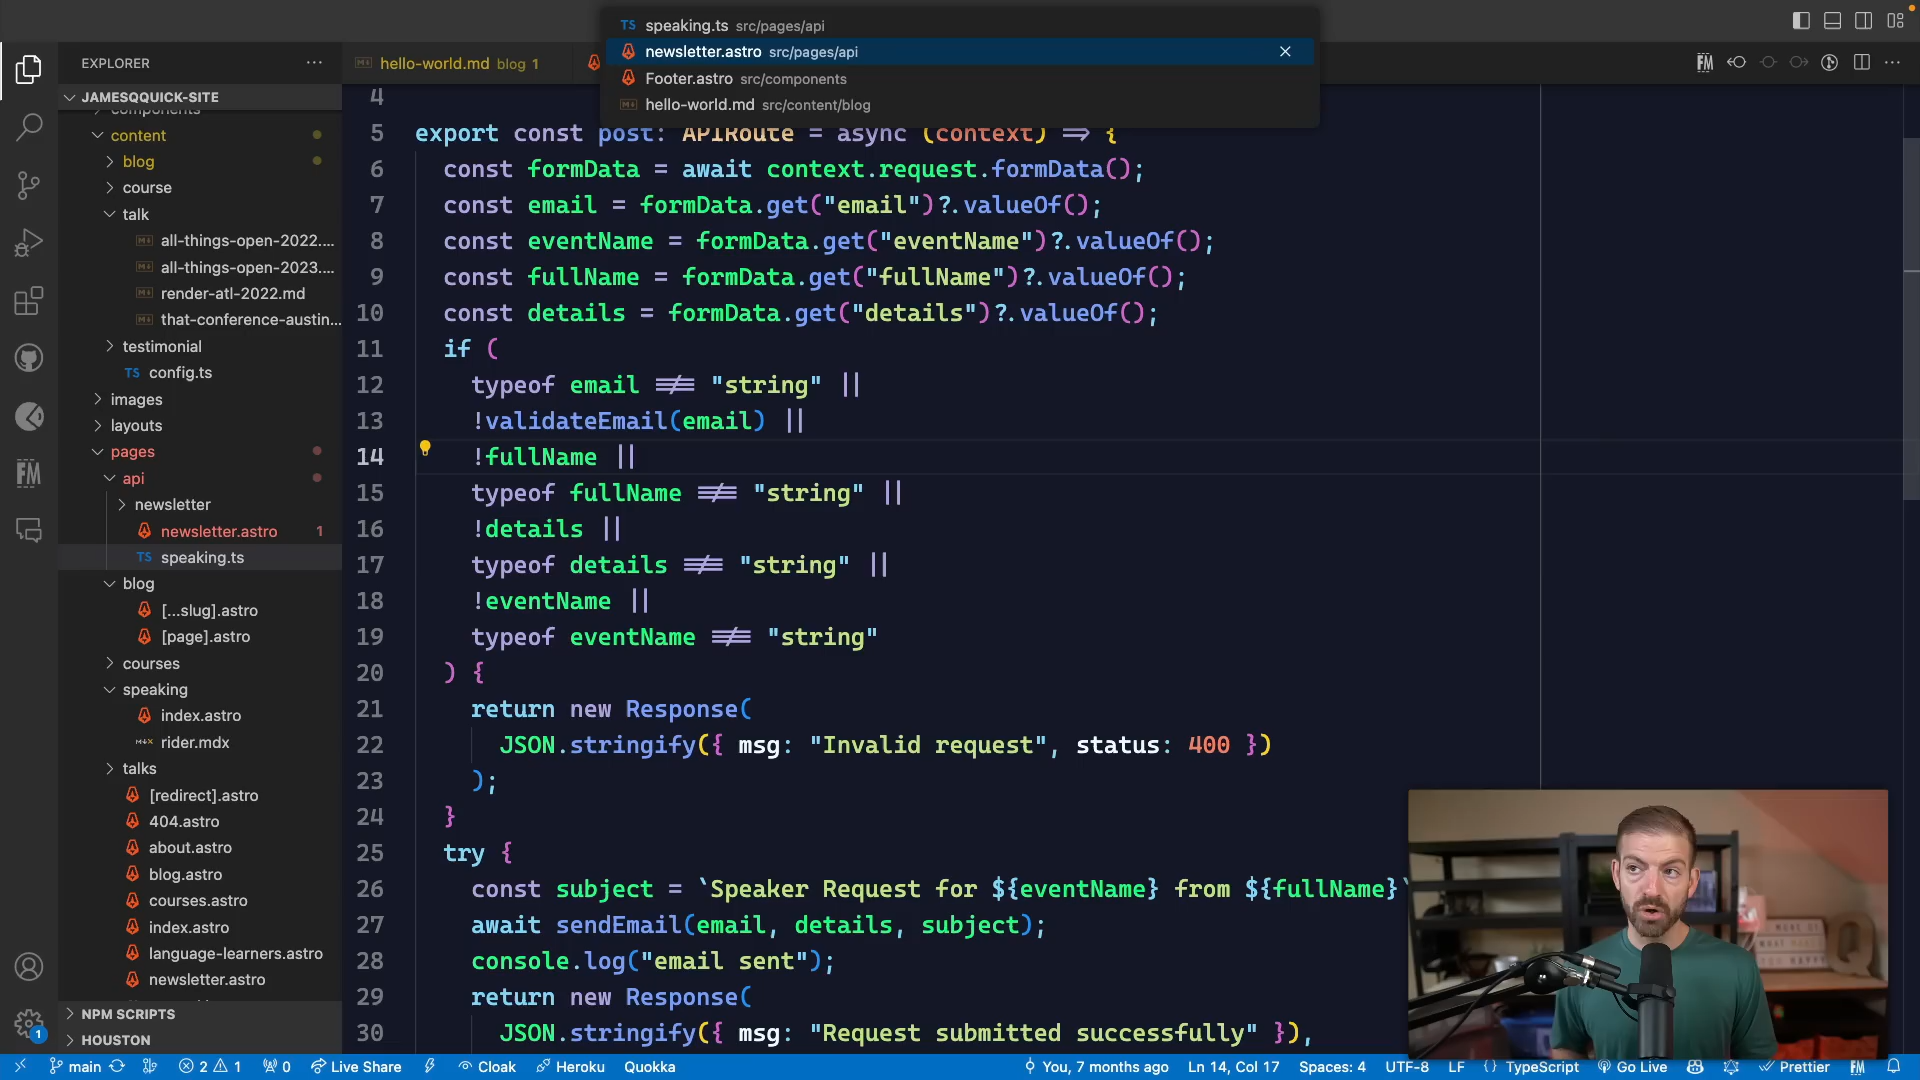 TS speaking.ts src/pages/api
newsletter.astro src/pages/api
Footer.astro src/components
hello-world.md src/content/blog
EXPLORER
hello-world.md blog 1
FM
JAMESQQUICK-SITE
components
content
blog
course
talk
all-things-open-2022....
all-things-open-2023....
render-atl-2022.md
that-conference-austin...
testimonial
TS config.ts
images
layouts
pages
api
newsletter
newsletter.astro 1
TS speaking.ts
blog
[...slug].astro
[page].astro
courses
speaking
index.astro
rider.mdx
talks
[redirect].astro
404.astro
about.astro
blog.astro
courses.astro
index.astro
language-learners.astro
newsletter.astro
NPM SCRIPTS
HOUSTON
FM
1
4
5 export const post: APIRoute = async (context) => {
6 const formData = await context.request.formData();
7 const email = formData.get("email")?.valueOf();
8 const eventName = formData.get("eventName")?.valueOf();
9 const fullName = formData.get("fullName")?.valueOf();
10 const details = formData.get("details")?.valueOf();
11 if (
12 typeof email !== "string" ||
13 !validateEmail(email) ||
14 !fullName ||
15 typeof fullName !== "string" ||
16 !details ||
17 typeof details !== "string" ||
18 !eventName ||
19 typeof eventName !== "string"
20 ) {
21 return new Response(
22 JSON.stringify({ msg: "Invalid request", status: 400 })
23 );
24 }
25 try {
26 const subject = `Speaker Request for ${eventName} from ${fullName}`
27 await sendEmail(email, details, subject);
28 console.log("email sent");
29 return new Response(
30 JSON.stringify({ msg: "Request submitted successfully" }),
main 2 1 0 Live Share Cloak Heroku Quokka You, 7 months ago Ln 14, Col 17 Spaces: 4 UTF-8 LF {} TypeScript Go Live Prettier FM